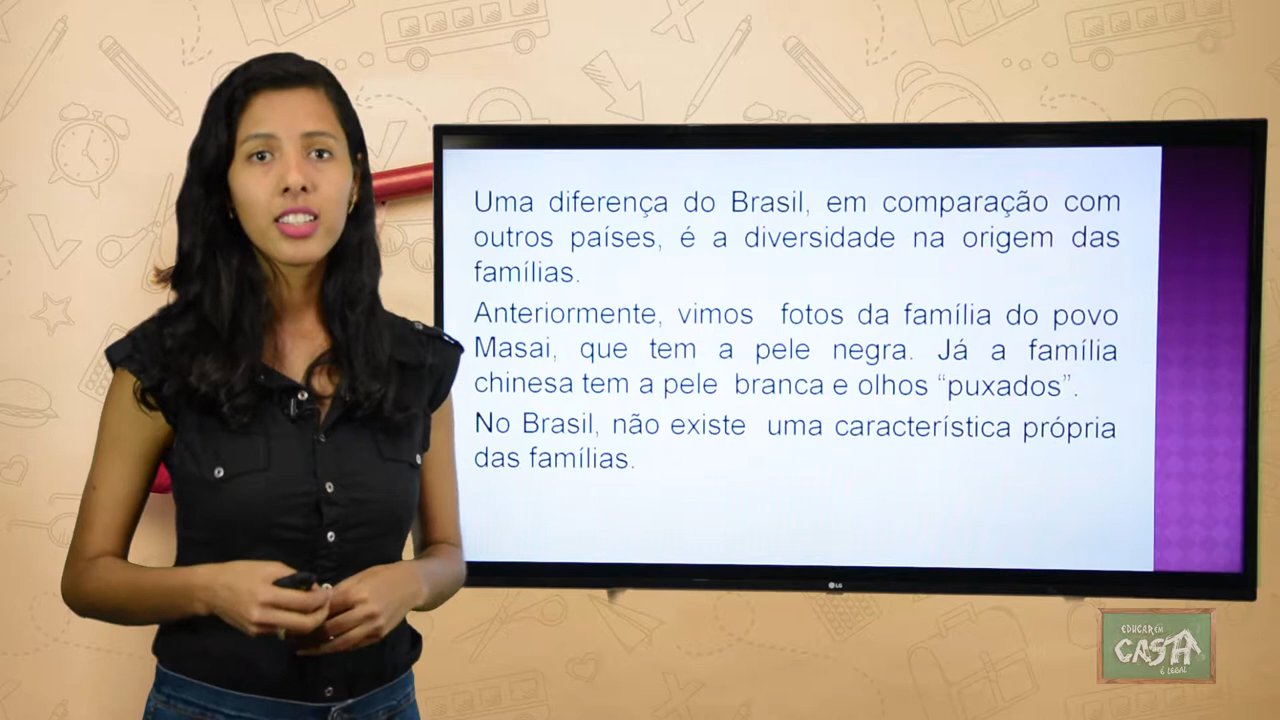 Uma diferença do Brasil, em comparação com
outros países, é a diversidade na origem das
famílias.
Anteriormente, vimos fotos da família do povo
Masai, que tem a pele negra. Já a família
chinesa tem a pele branca e olhos “puxados”.
No Brasil, não existe uma característica própria
das famílias.
LG
EDUCAR EM
CASA
É LEGAL